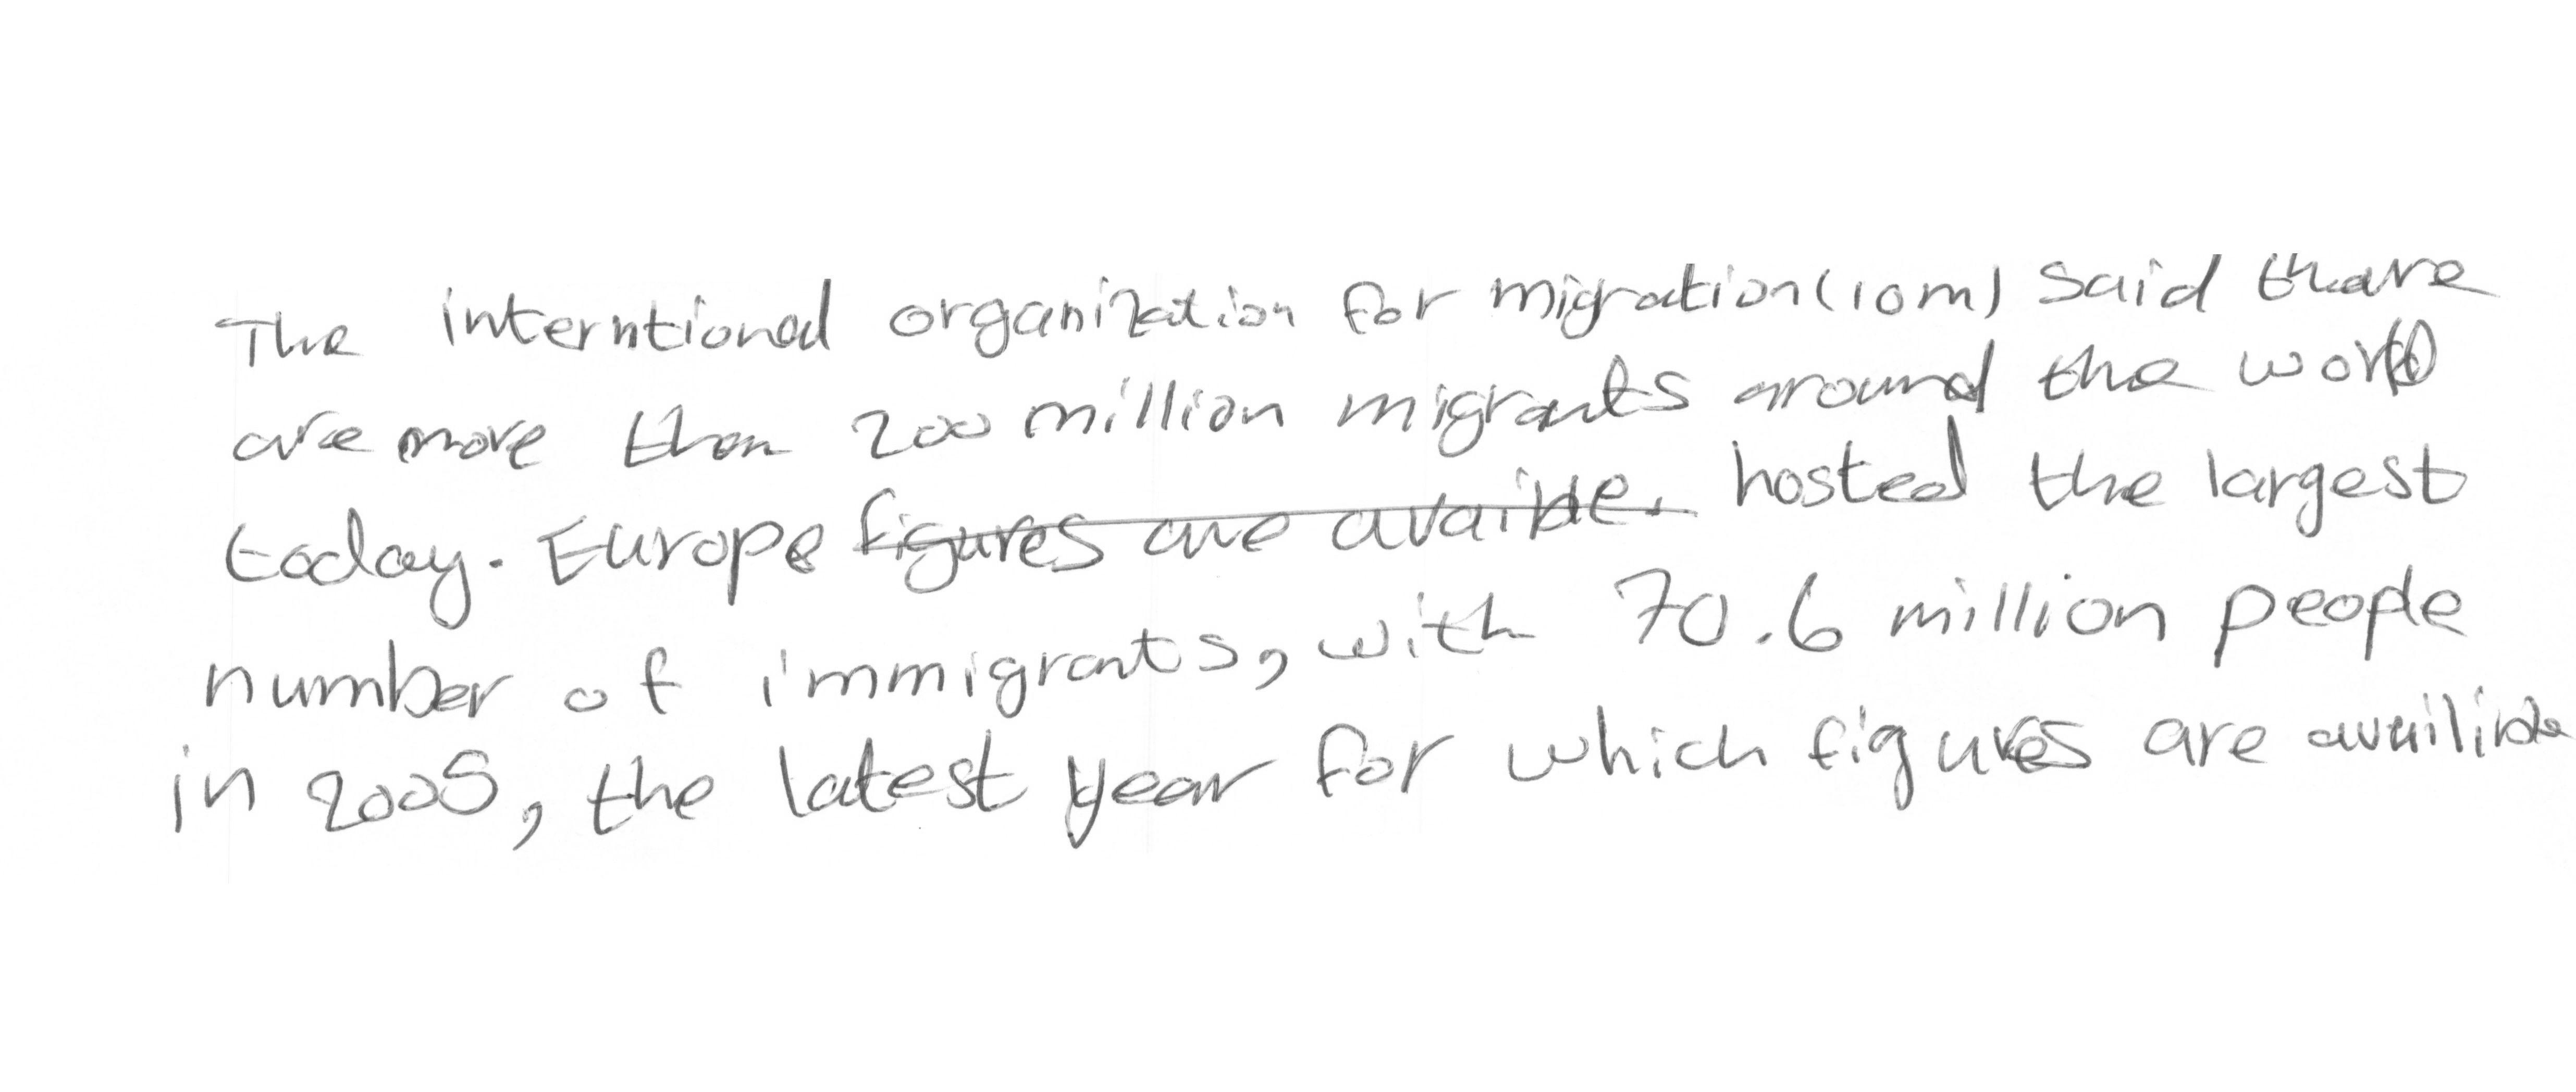 The interntional organization for migration (iom) said thare
are more than 200 million migrants around the world
today. Europe ~~figures are avaible.~~ hosted the largest
number of immigrants, with 70.6 million people
in 2005, the latest year for which figures are availible